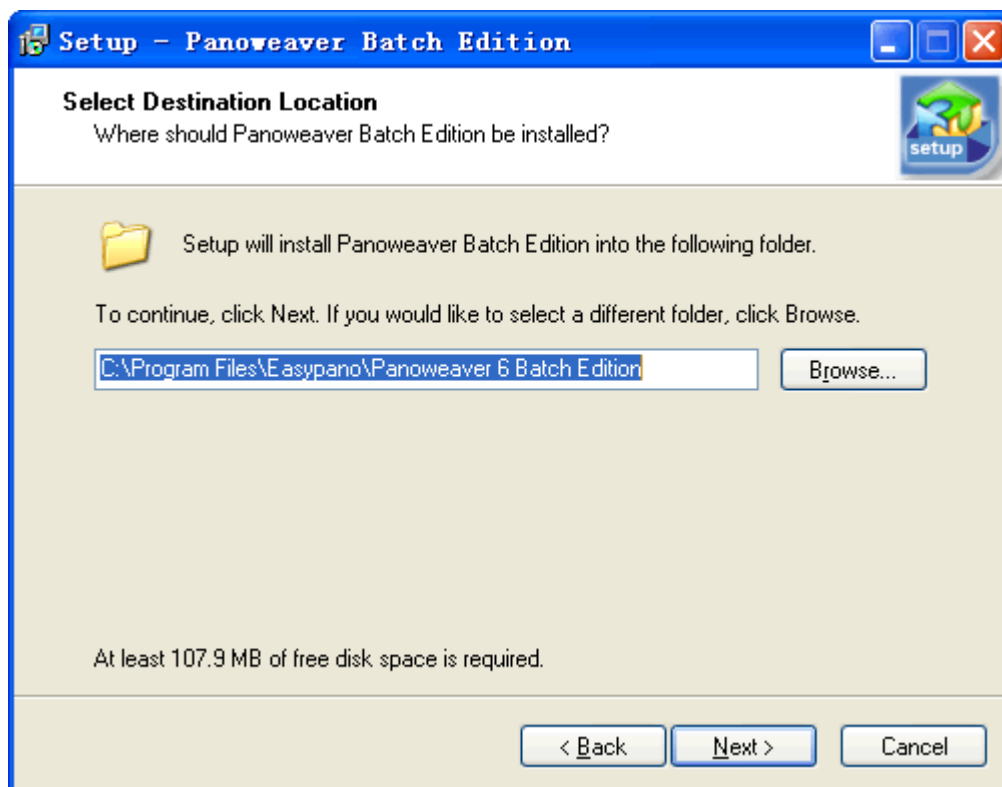 Setup - Panoweaver Batch Edition
Select Destination Location
Where should Panoweaver Batch Edition be installed?
setup
Setup will install Panoweaver Batch Edition into the following folder.
To continue, click Next. If you would like to select a different folder, click Browse.
C:\Program Files\Easypano\Panoweaver 6 Batch Edition
Browse...
At least 107.9 MB of free disk space is required.
< Back
Next >
Cancel